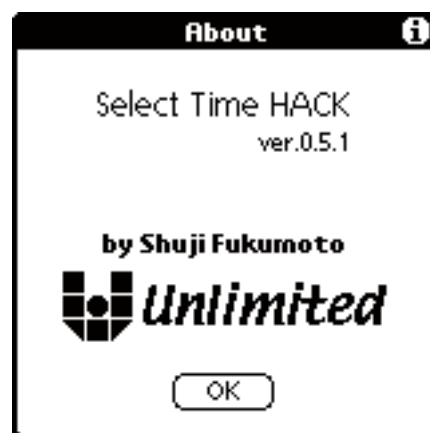 About
Select Time HACK
ver.0.5.1
by Shuji Fukumoto
Unlimited
OK